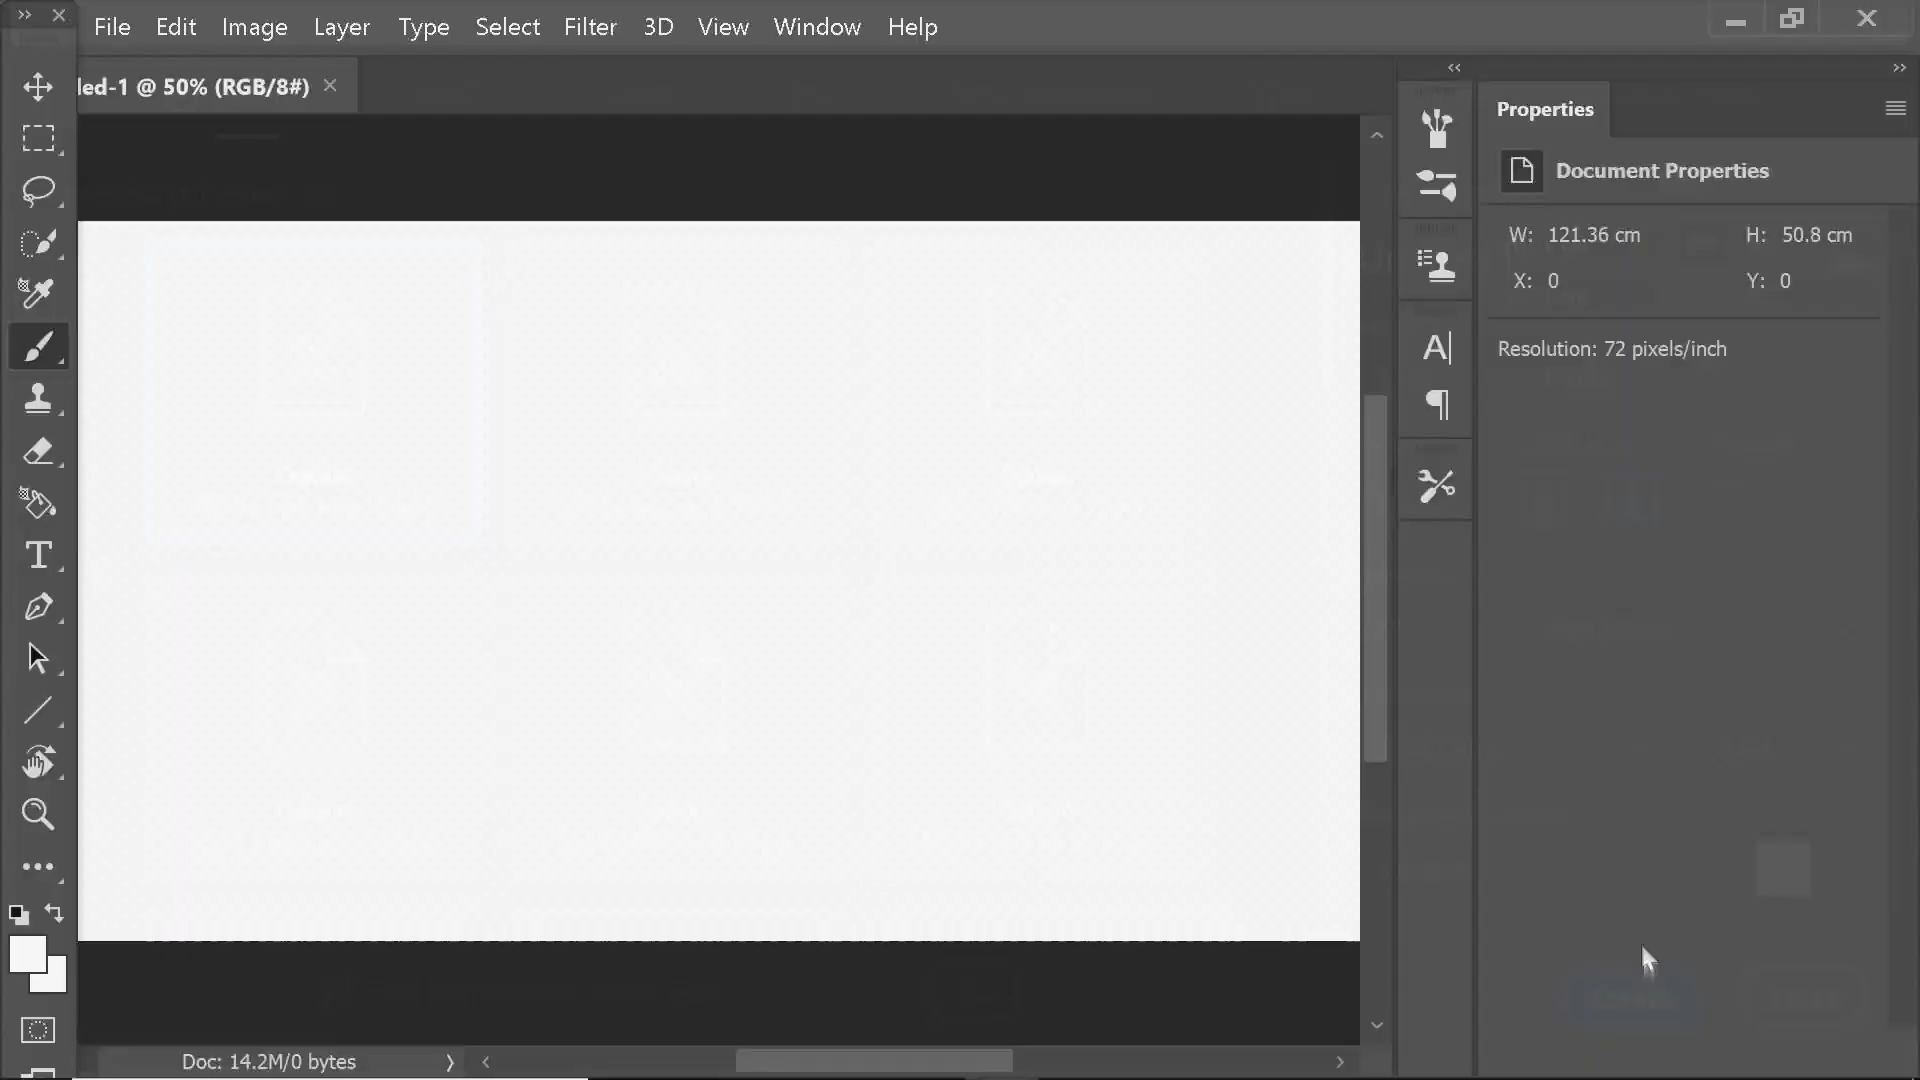 File Edit Image Layer Type Select Filter 3D View Window Help
led-1 @ 50% (RGB/8#)
Properties
Document Properties
W: 121.36 cm H: 50.8 cm
X: 0 Y: 0
Resolution: 72 pixels/inch
Doc: 14.2M/0 bytes